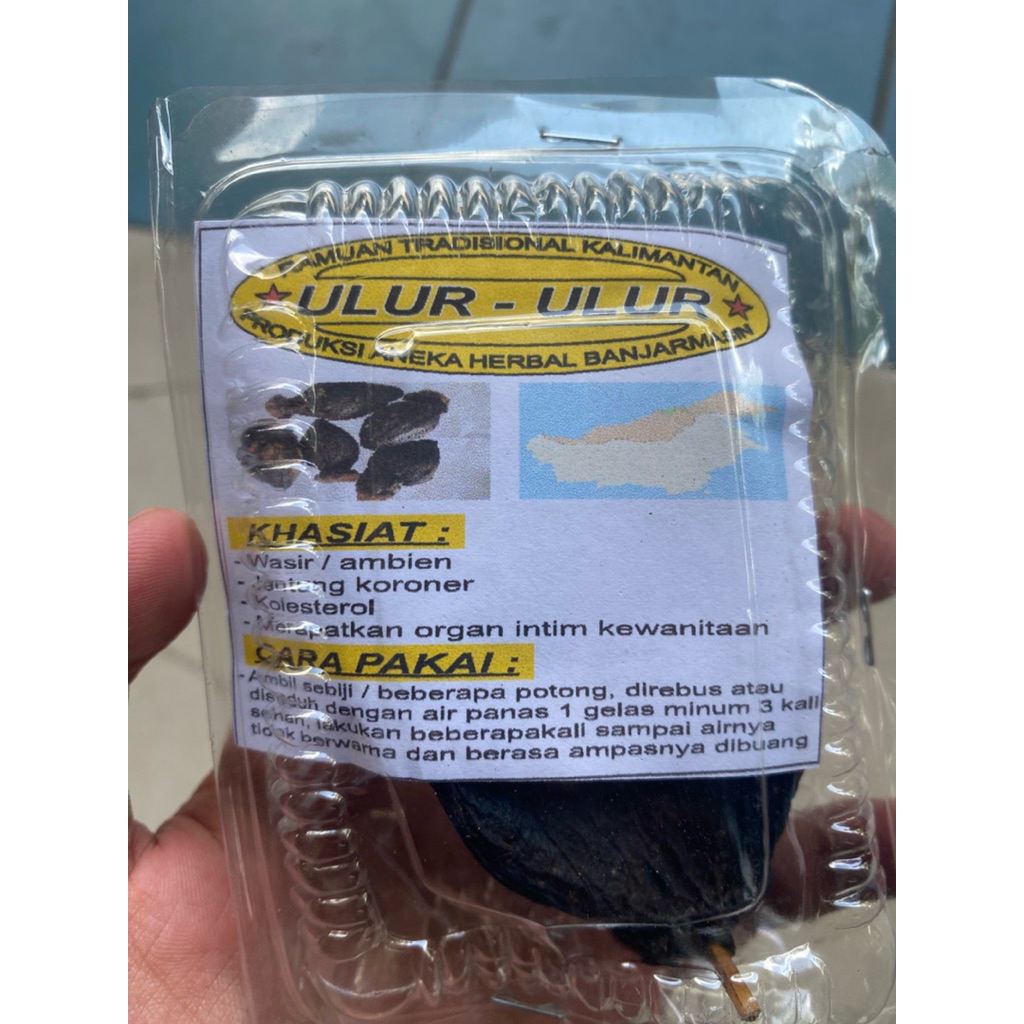 RAMUAN TRADISIONAL KALIMANTAN
ULUR - ULUR
PRODUKSI ANEKA HERBAL BANJARMASIN
KHASIAT :
- Wasir / ambien
- Jantang koroner
- Kolesterol
- Merapatkan organ intim kewanitaan
CARA PAKAI :
- Ambil sebiji / beberapa potong, direbus atau
diseduh dengan air panas 1 gelas minum 3 kali
sehari, lakukan beberapakali sampai airnya
tidak berwarna dan berasa ampasnya dibuang